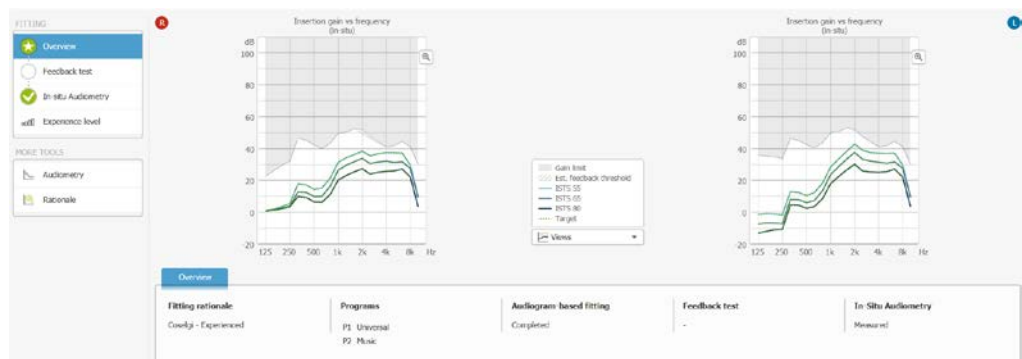 FITTING
Overview
Feedback test
In-situ Audiometry
Experience level
MORE TOOLS
Audiometry
Rationale
R
Insertion gain vs frequency
(in-situ)
dB
100
80
60
40
20
0
-20
125 250 500 1k 2k 4k 8k Hz
Gain limit
Est. feedback threshold
ISTS 55
ISTS 65
ISTS 80
Target
Views
Insertion gain vs frequency
(in-situ)
L
dB
100
80
60
40
20
0
-20
125 250 500 1k 2k 4k 8k Hz
Overview
Fitting rationale
Coselgi - Experienced
Programs
P1 Universal
P2 Music
Audiogram-based fitting
Completed
Feedback test
-
In-Situ Audiometry
Measured